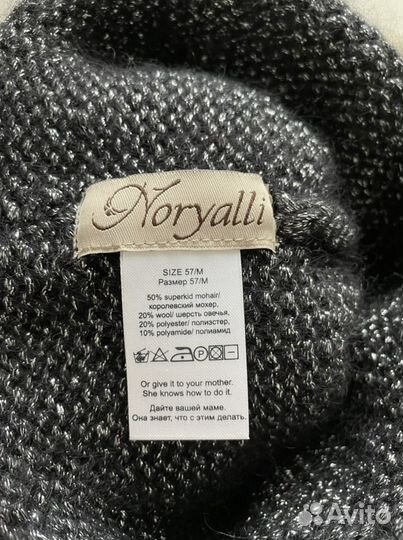 Noryalli
SIZE 57/M
Размер 57/M
50% superkid mohair/
королевский мохер,
20% wool/ шерсть овечья,
20% polyester/ полиэстер,
10% polyamide/ полиамид
Or give it to your mother.
She knows how to do it.
Дайте вашей маме.
Она знает, что с этим делать.
Avito